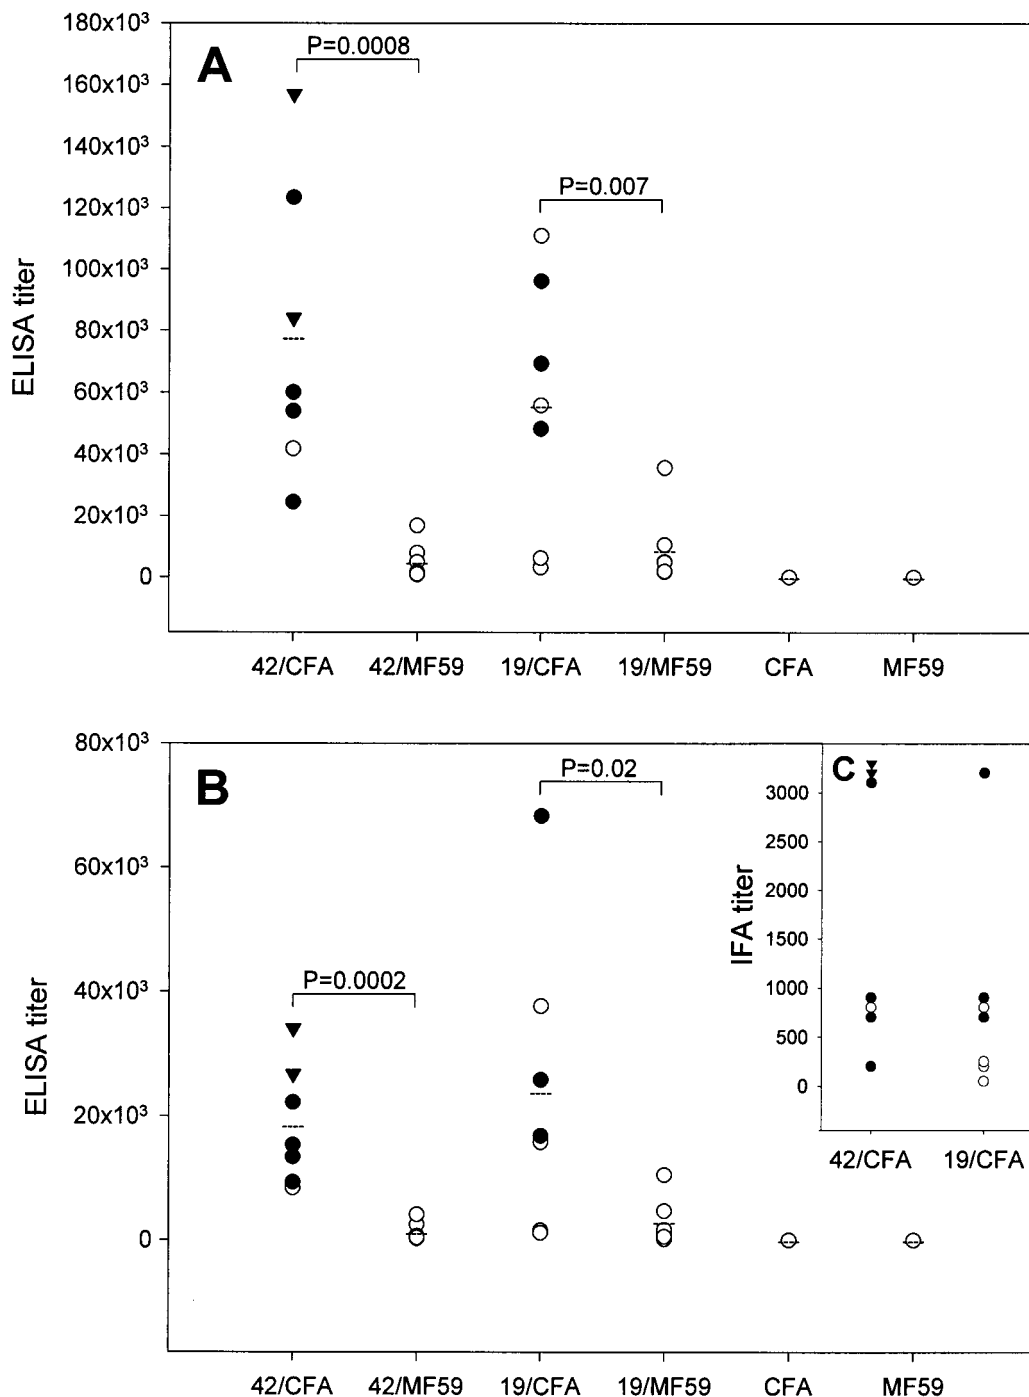 A
P=0.0008
P=0.007
ELISA titer
180x10³
160x10³
140x10³
120x10³
100x10³
80x10³
60x10³
40x10³
20x10³
0
42/CFA 42/MF59 19/CFA 19/MF59 CFA MF59
B
P=0.0002
P=0.02
ELISA titer
80x10³
60x10³
40x10³
20x10³
0
42/CFA 42/MF59 19/CFA 19/MF59 CFA MF59
C
IFA titer
3000
2500
2000
1500
1000
500
0
42/CFA 19/CFA